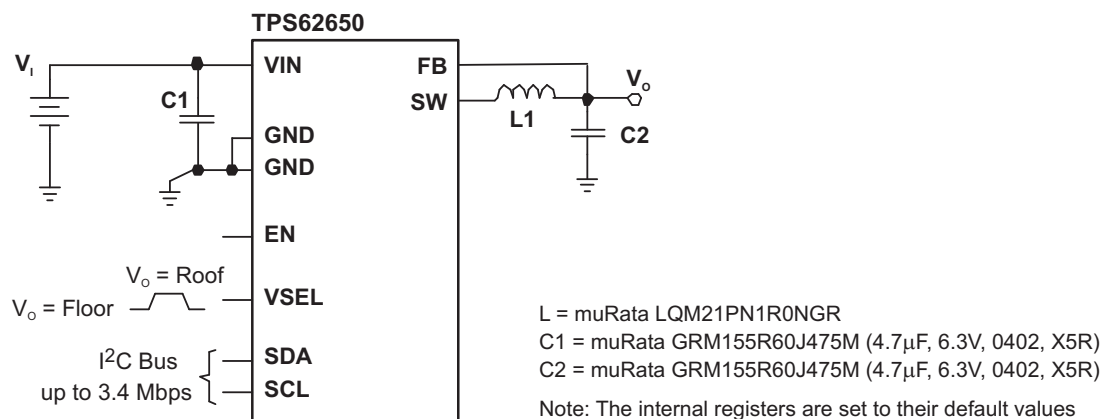 TPS62650
V_I
C1
VIN
GND
GND
EN
VSEL
SDA
SCL
FB
SW
L1
V_O
C2
V_O = Roof
V_O = Floor
I²C Bus
up to 3.4 Mbps
L = muRata LQM21PN1R0NGR
C1 = muRata GRM155R60J475M (4.7μF, 6.3V, 0402, X5R)
C2 = muRata GRM155R60J475M (4.7μF, 6.3V, 0402, X5R)
Note: The internal registers are set to their default values